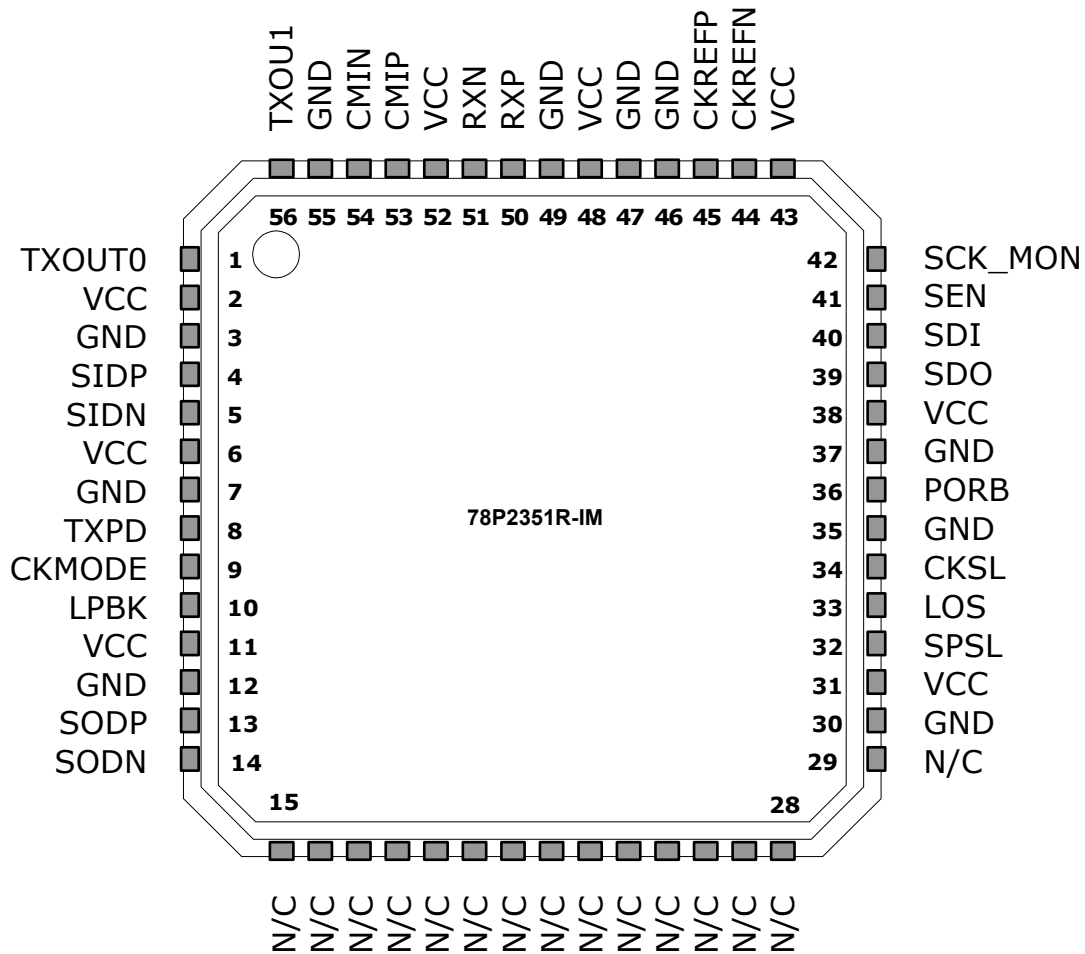 TXOU1
GND
CMIN
CMIP
VCC
RXN
RXP
GND
VCC
GND
GND
CKREFP
CKREFN
VCC
56 55 54 53 52 51 50 49 48 47 46 45 44 43
TXOUT0 1 42 SCK_MON
VCC 2 41 SEN
GND 3 40 SDI
SIDP 4 39 SDO
SIDN 5 38 VCC
VCC 6 37 GND
GND 7 36 PORB
78P2351R-IM
TXPD 8 35 GND
CKMODE 9 34 CKSL
LPBK 10 33 LOS
VCC 11 32 SPSL
GND 12 31 VCC
SODP 13 30 GND
SODN 14 29 N/C
15 28
N/C
N/C
N/C
N/C
N/C
N/C
N/C
N/C
N/C
N/C
N/C
N/C
N/C
N/C